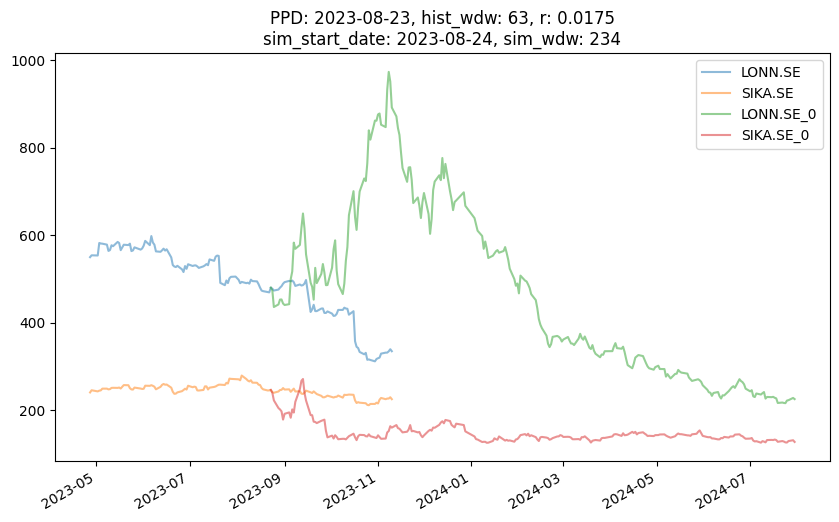 PPD: 2023-08-23, hist_wdw: 63, r: 0.0175
sim_start_date: 2023-08-24, sim_wdw: 234
LONN.SE
SIKA.SE
LONN.SE_0
SIKA.SE_0
1000
800
600
400
200
2023-05
2023-07
2023-09
2023-11
2024-01
2024-03
2024-05
2024-07